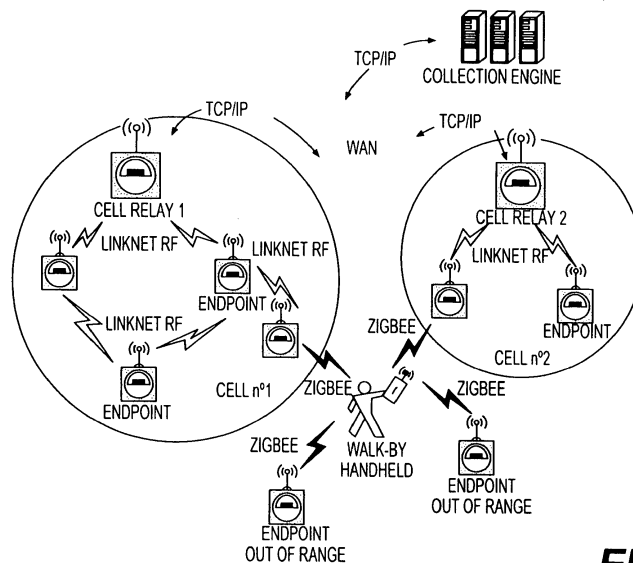 TCP/IP
COLLECTION ENGINE
TCP/IP
TCP/IP
WAN
CELL RELAY 1
CELL RELAY 2
LINKNET RF
LINKNET RF
LINKNET RF
ENDPOINT
LINKNET RF
ENDPOINT
ZIGBEE
CELL nº2
ENDPOINT
CELL nº1
ZIGBEE
ZIGBEE
ZIGBEE
WALK-BY
HANDHELD
ENDPOINT
OUT OF RANGE
ENDPOINT
OUT OF RANGE